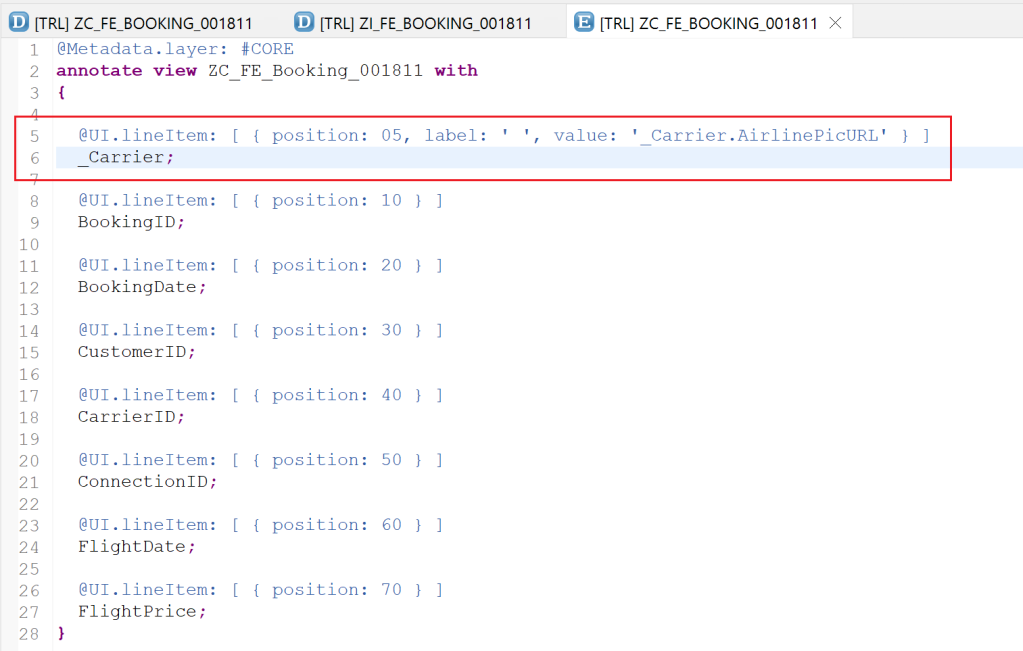 D [TRL] ZC_FE_BOOKING_001811 D [TRL] ZI_FE_BOOKING_001811 E [TRL] ZC_FE_BOOKING_001811
1 @Metadata.layer: #CORE
2 annotate view ZC_FE_Booking_001811 with
3 {
4
5 @UI.lineItem: [ { position: 05, label: ' ', value: '_Carrier.AirlinePicURL' } ]
6 _Carrier;
7
8 @UI.lineItem: [ { position: 10 } ]
9 BookingID;
10
11 @UI.lineItem: [ { position: 20 } ]
12 BookingDate;
13
14 @UI.lineItem: [ { position: 30 } ]
15 CustomerID;
16
17 @UI.lineItem: [ { position: 40 } ]
18 CarrierID;
19
20 @UI.lineItem: [ { position: 50 } ]
21 ConnectionID;
22
23 @UI.lineItem: [ { position: 60 } ]
24 FlightDate;
25
26 @UI.lineItem: [ { position: 70 } ]
27 FlightPrice;
28 }